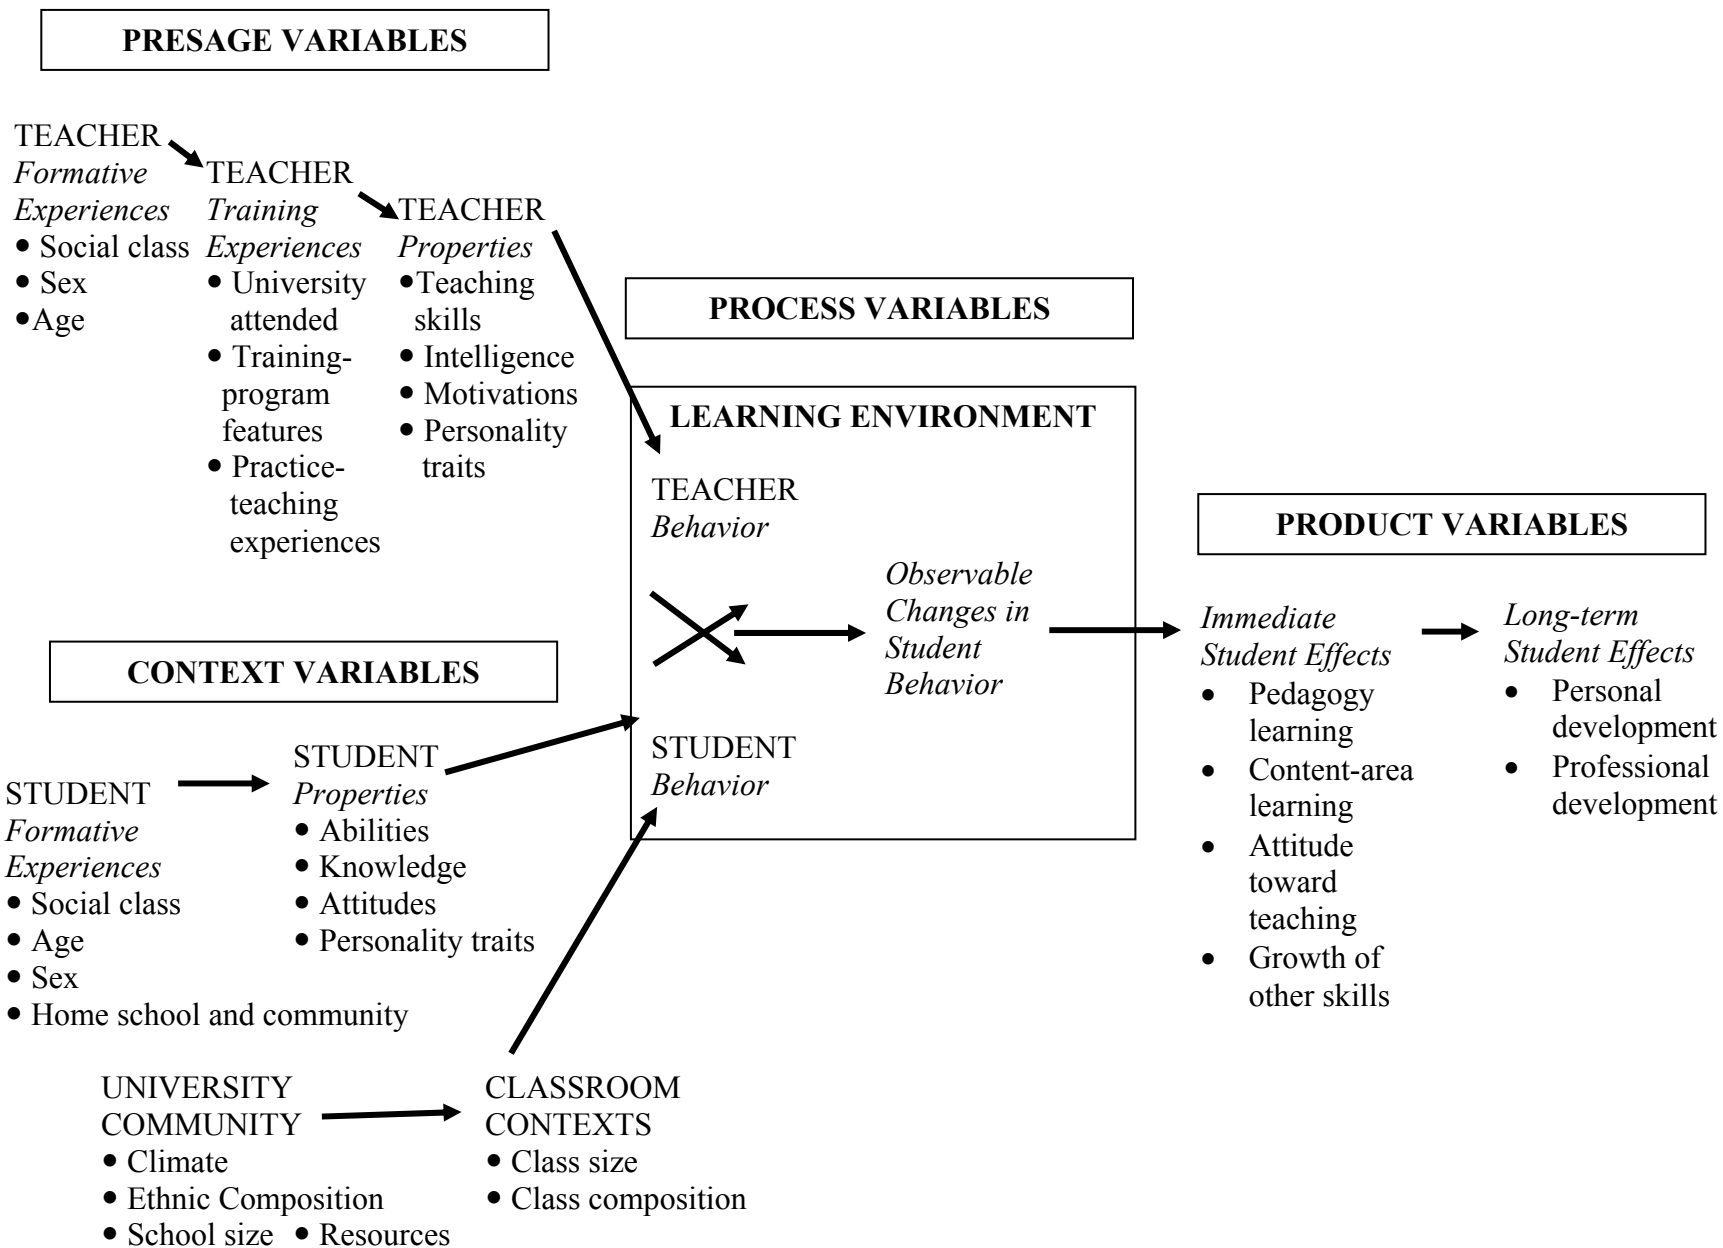 PRESAGE VARIABLES
TEACHER
Formative
Experiences
• Social class
• Sex
•Age
TEACHER
Training
Experiences
• University
attended
• Training-
program
features
• Practice-
teaching
experiences
TEACHER
Properties
•Teaching
skills
• Intelligence
• Motivations
• Personality
traits
PROCESS VARIABLES
LEARNING ENVIRONMENT
TEACHER
Behavior
Observable
Changes in
Student
Behavior
STUDENT
Behavior
PRODUCT VARIABLES
Immediate
Student Effects
• Pedagogy
learning
• Content-area
learning
• Attitude
toward
teaching
• Growth of
other skills
Long-term
Student Effects
• Personal
development
• Professional
development
CONTEXT VARIABLES
STUDENT
Formative
Experiences
• Social class
• Age
• Sex
• Home school and community
STUDENT
Properties
• Abilities
• Knowledge
• Attitudes
• Personality traits
UNIVERSITY
COMMUNITY
• Climate
• Ethnic Composition
• School size • Resources
CLASSROOM
CONTEXTS
• Class size
• Class composition